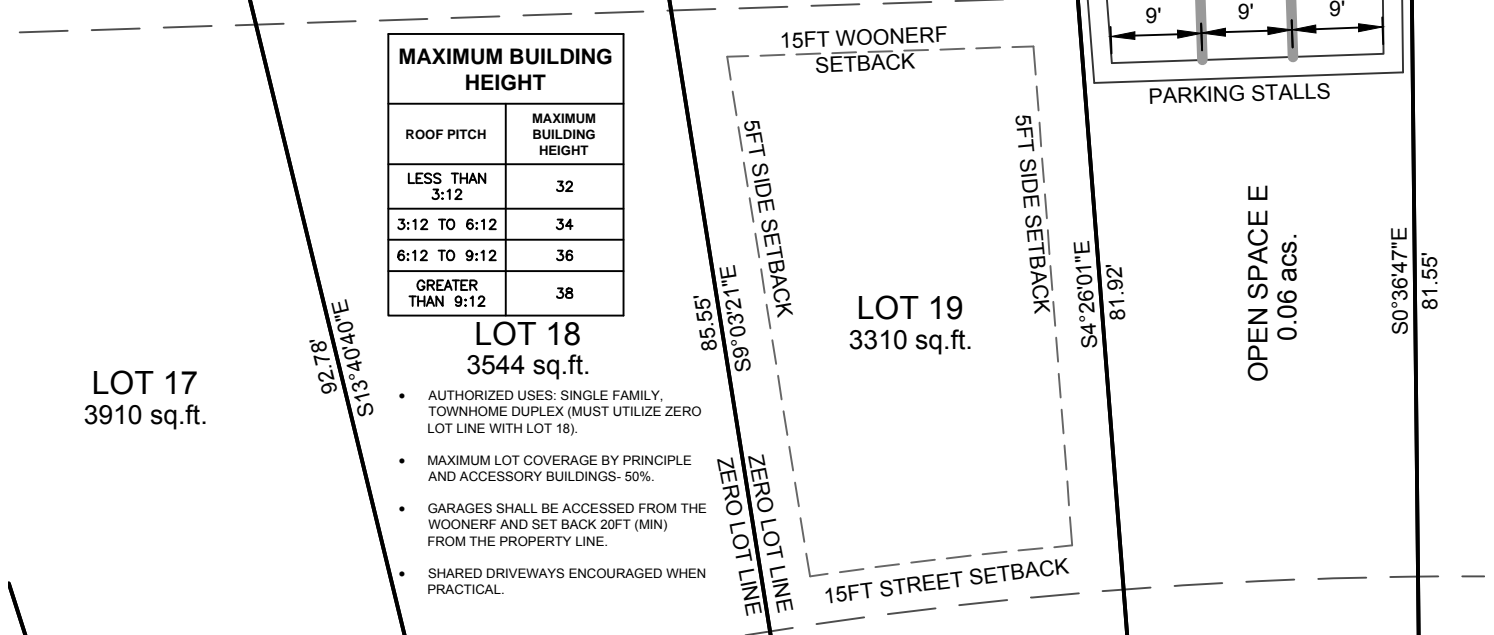 9'
9'
9'
PARKING STALLS
15FT WOONERF
SETBACK
MAXIMUM BUILDING
HEIGHT
ROOF PITCH
MAXIMUM
BUILDING
HEIGHT
LESS THAN
3:12
32
3:12 TO 6:12
34
6:12 TO 9:12
36
GREATER
THAN 9:12
38
LOT 17
3910 sq.ft.
92.78'
S13°40'40"E
LOT 18
3544 sq.ft.
• AUTHORIZED USES: SINGLE FAMILY,
TOWNHOME DUPLEX (MUST UTILIZE ZERO
LOT LINE WITH LOT 18).
• MAXIMUM LOT COVERAGE BY PRINCIPLE
AND ACCESSORY BUILDINGS- 50%.
• GARAGES SHALL BE ACCESSED FROM THE
WOONERF AND SET BACK 20FT (MIN)
FROM THE PROPERTY LINE.
• SHARED DRIVEWAYS ENCOURAGED WHEN
PRACTICAL.
85.55'
S9°03'21"E
ZERO LOT LINE
ZERO LOT LINE
5FT SIDE SETBACK
LOT 19
3310 sq.ft.
5FT SIDE SETBACK
15FT STREET SETBACK
S4°26'01"E
81.92'
OPEN SPACE E
0.06 acs.
S0°36'47"E
81.55'